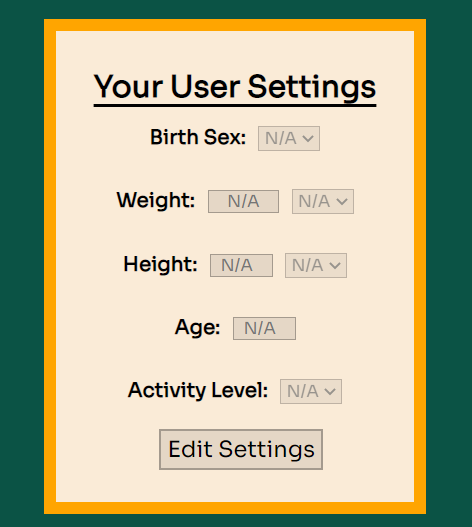 Your User Settings
Birth Sex: N/A
Weight: N/A N/A
Height: N/A N/A
Age: N/A
Activity Level: N/A
Edit Settings